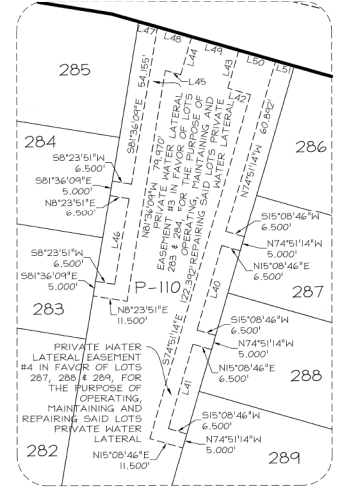 L47
L48
L49
L50
L51
L44
L43
L42
L45
285
54.155'
S81°36'09"E
60.892'
N74°51'14"W
286
284
N81°36'09"W
79.970'
PRIVATE WATER LATERAL
EASEMENT #3 IN FAVOR OF LOTS
283 & 284, FOR THE PURPOSE OF
OPERATING, MAINTAINING AND
REPAIRING SAID LOTS PRIVATE
WATER LATERAL
S8°23'51"W
6.500'
S81°36'09"E
5.000'
N8°23'51"E
6.500'
L46
S15°08'46"W
6.500'
N74°51'14"W
5.000'
N15°08'46"E
6.500'
S8°23'51"W
6.500'
S81°36'09"E
5.000'
L40
287
P-110
122.392'
S74°51'14"E
283
N8°23'51"E
11.500'
S15°08'46"W
6.500'
N74°51'14"W
5.000'
N15°08'46"E
6.500'
288
PRIVATE WATER
LATERAL EASEMENT
#4 IN FAVOR OF LOTS
287, 288 & 289, FOR
THE PURPOSE OF
OPERATING,
MAINTAINING AND
REPAIRING SAID LOTS
PRIVATE WATER
LATERAL
L41
S15°08'46"W
6.500'
N74°51'14"W
5.000'
282
N15°08'46"E
11.500'
289